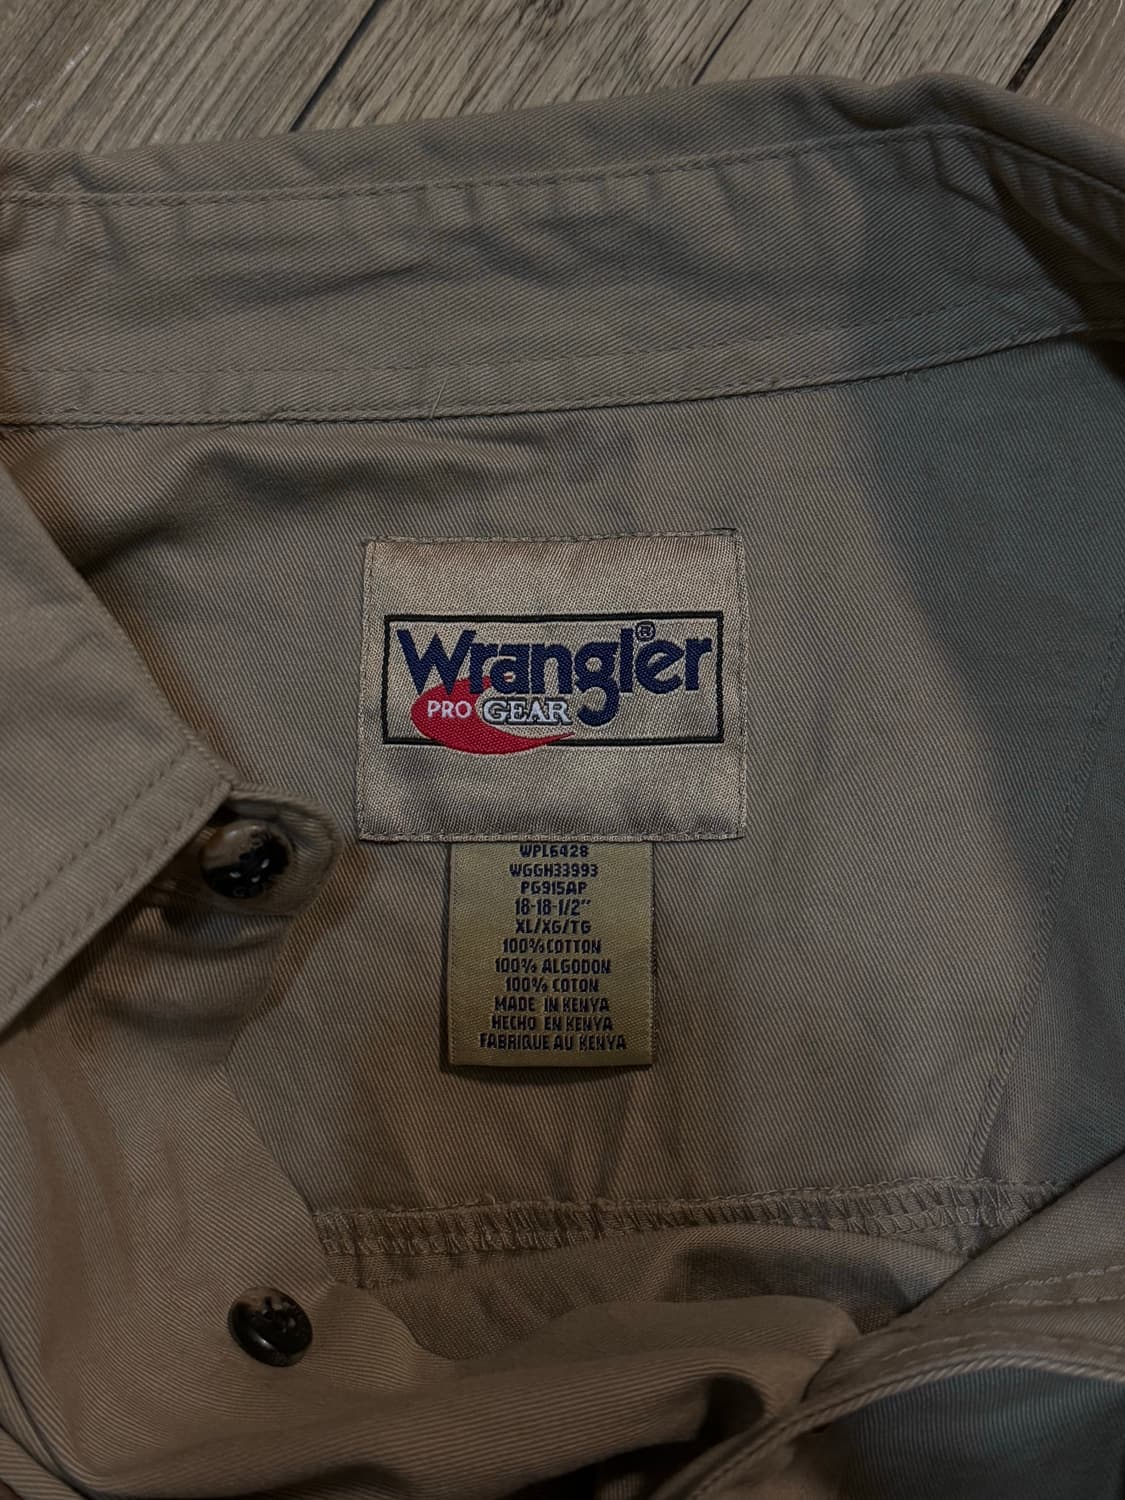 Wrangler®
PRO GEAR
WPL6428
WGGH33993
PG915AP
18-18-1/2"
XL/XG/TG
100% COTTON
100% ALGODON
100% COTON
MADE IN KENYA
HECHO EN KENYA
FABRIQUE AU KENYA